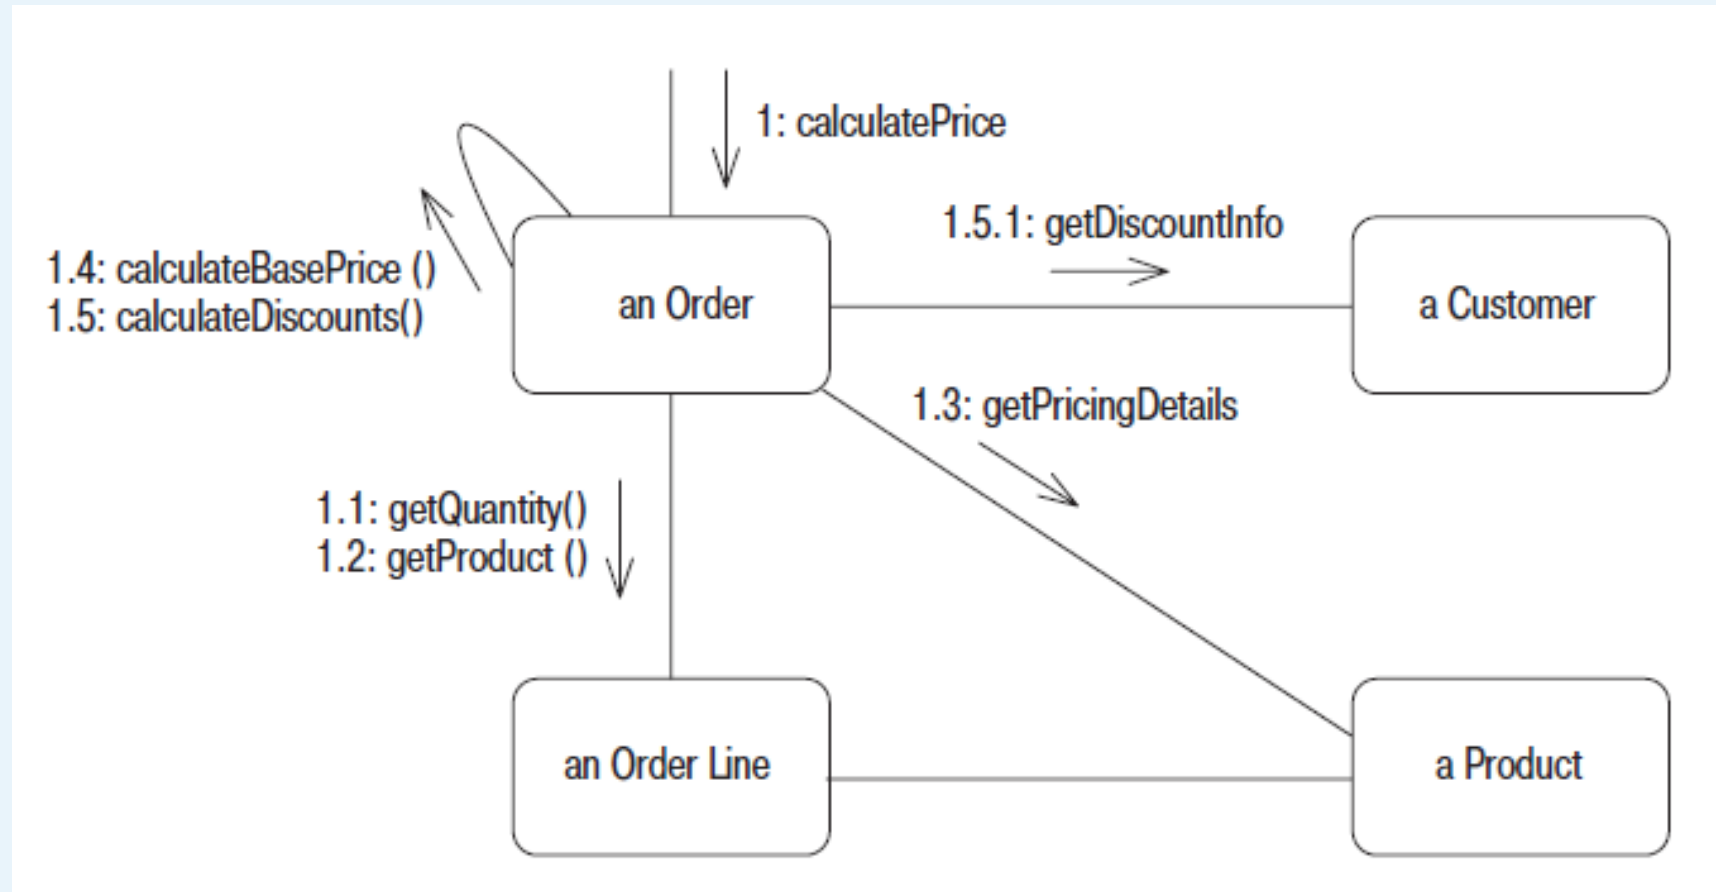 1: calculatePrice
1.5.1: getDiscountInfo
1.4: calculateBasePrice ()
1.5: calculateDiscounts()
an Order
a Customer
1.3: getPricingDetails
1.1: getQuantity()
1.2: getProduct ()
an Order Line
a Product